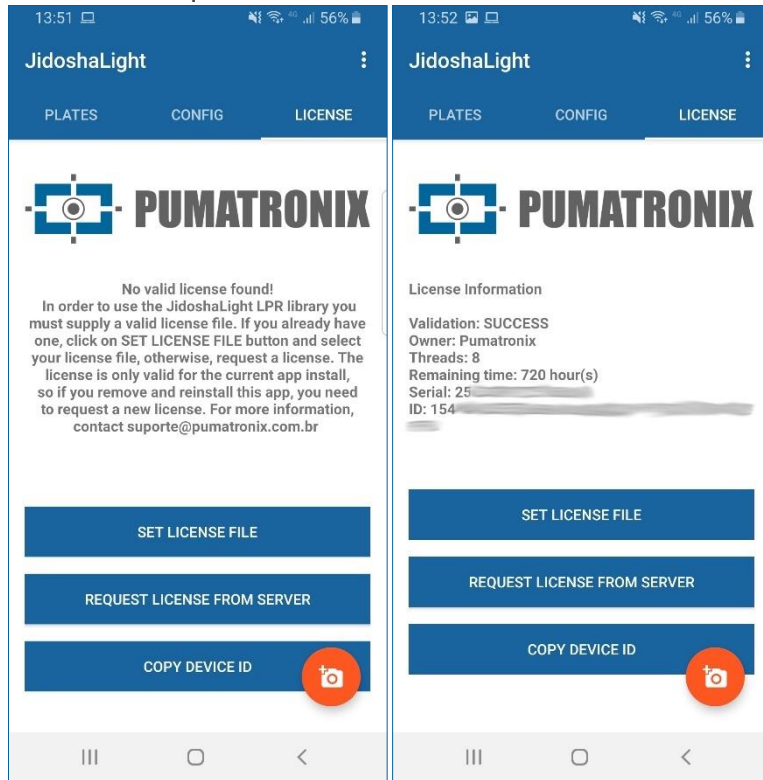 13:51
4G 56%
JidoshaLight
PLATES CONFIG LICENSE
PUMATRONIX
No valid license found!
In order to use the JidoshaLight LPR library you
must supply a valid license file. If you already have
one, click on SET LICENSE FILE button and select
your license file, otherwise, request a license. The
license is only valid for the current app install,
so if you remove and reinstall this app, you need
to request a new license. For more information,
contact suporte@pumatronix.com.br
SET LICENSE FILE
REQUEST LICENSE FROM SERVER
COPY DEVICE ID
13:52
4G 56%
JidoshaLight
PLATES CONFIG LICENSE
PUMATRONIX
License Information
Validation: SUCCESS
Owner: Pumatronix
Threads: 8
Remaining time: 720 hour(s)
Serial: 25
ID: 154
SET LICENSE FILE
REQUEST LICENSE FROM SERVER
COPY DEVICE ID